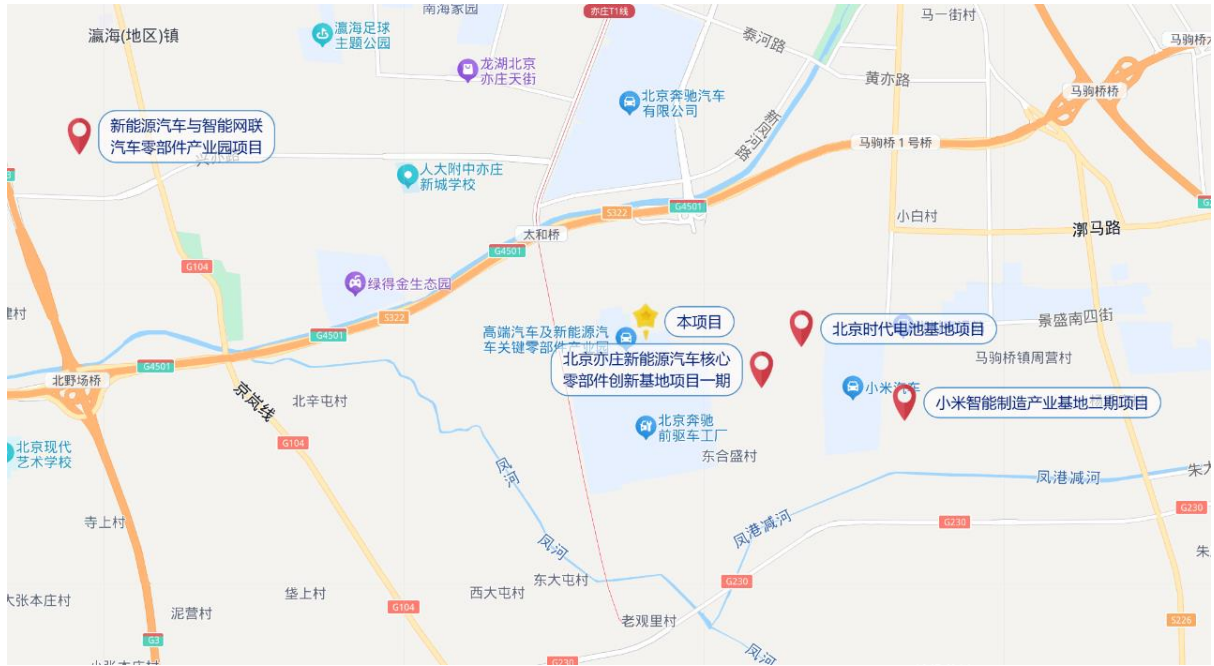 南海家园
亦庄T1线
马一街村
瀛海(地区)镇
瀛海足球
主题公园
泰河路
马驹桥
龙湖北京
亦庄天街
黄亦路
马驹桥桥
北京奔驰汽车
有限公司
新凤河路
新能源汽车与智能网联
汽车零部件产业园项目
兴亦路
马驹桥1号桥
人大附中亦庄
新城学校
G3
S322
G4501
小白村
漷马路
太和桥
G4501
G104
绿得金生态园
建村
S322
本项目
高端汽车及新能源汽
车关键零部件产业园
北京时代电池基地项目
景盛南四街
G4501
G4501
马驹桥镇周营村
北京亦庄新能源汽车核心
零部件创新基地项目一期
北野场桥
小米汽车
小米智能制造产业基地二期项目
京岚线
北辛屯村
G104
北京奔驰
前驱车工厂
北京现代
艺术学校
东合盛村
凤河
凤港减河
朱大
G230
寺上村
G230
凤港减河
凤河
朱
东大屯村
G230
大张本庄村
垡上村
西大屯村
泥营村
G104
老观里村
S226
G3
凤河
小张本庄村
G230